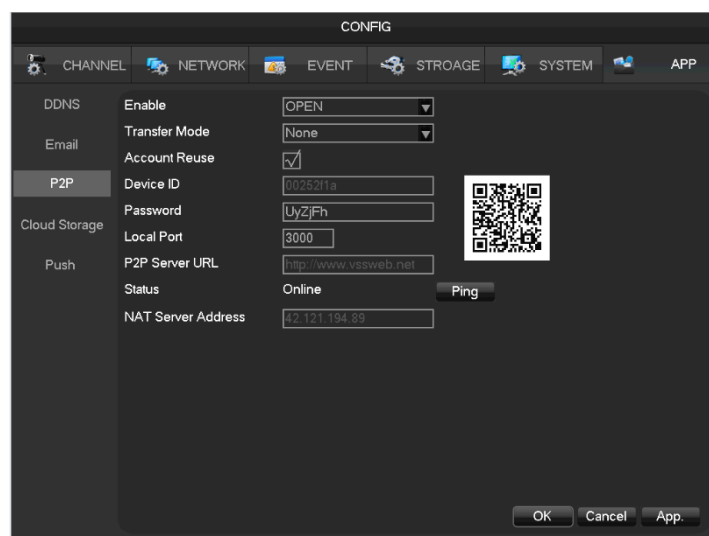 CONFIG
CHANNEL NETWORK EVENT STROAGE SYSTEM APP
DDNS
Email
P2P
Cloud Storage
Push
Enable OPEN
Transfer Mode None
Account Reuse
Device ID 00252f1a
Password UyZjFh
Local Port 3000
P2P Server URL http://www.vssweb.net
Status Online Ping
NAT Server Address 42.121.194.89
OK Cancel App.